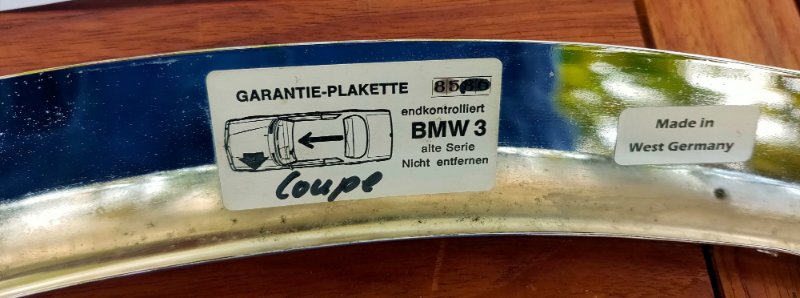 GARANTIE-PLAKETTE
endkontrolliert
BMW 3
alte Serie
Nicht entfernen
Coupe
Made in
West Germany